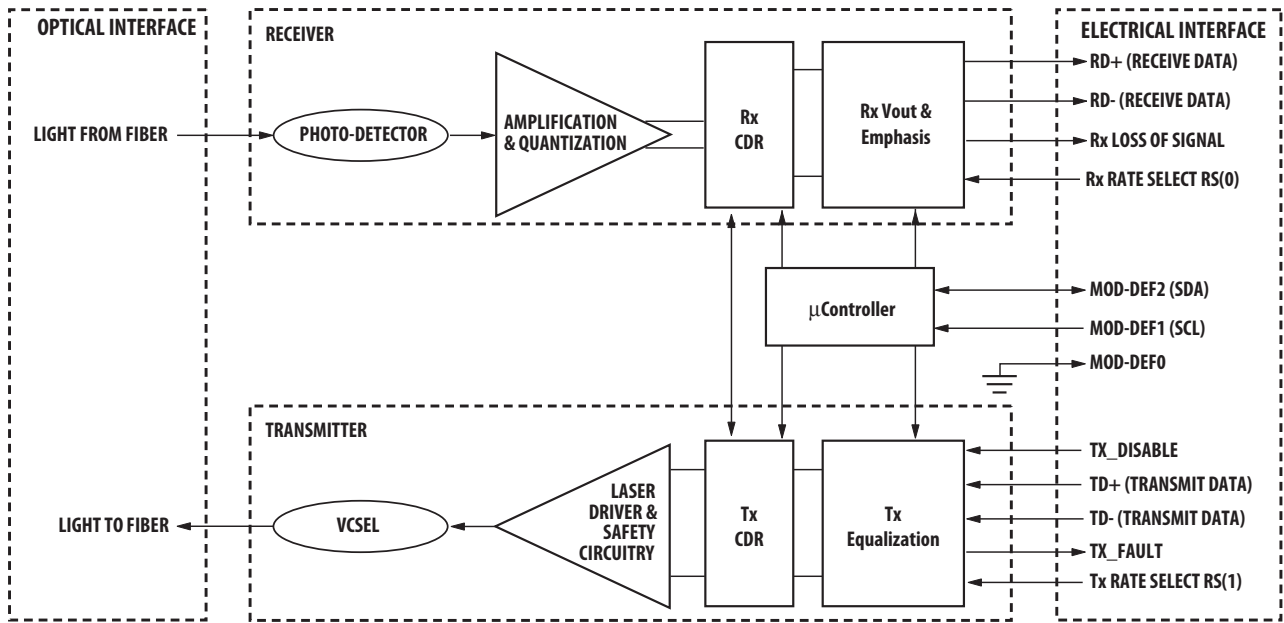 OPTICAL INTERFACE
RECEIVER
ELECTRICAL INTERFACE
LIGHT FROM FIBER
PHOTO-DETECTOR
AMPLIFICATION
& QUANTIZATION
Rx
CDR
Rx Vout &
Emphasis
RD+ (RECEIVE DATA)
RD- (RECEIVE DATA)
Rx LOSS OF SIGNAL
Rx RATE SELECT RS(0)
μController
MOD-DEF2 (SDA)
MOD-DEF1 (SCL)
MOD-DEF0
TRANSMITTER
LIGHT TO FIBER
VCSEL
LASER
DRIVER &
SAFETY
CIRCUITRY
Tx
CDR
Tx
Equalization
TX_DISABLE
TD+ (TRANSMIT DATA)
TD- (TRANSMIT DATA)
TX_FAULT
Tx RATE SELECT RS(1)